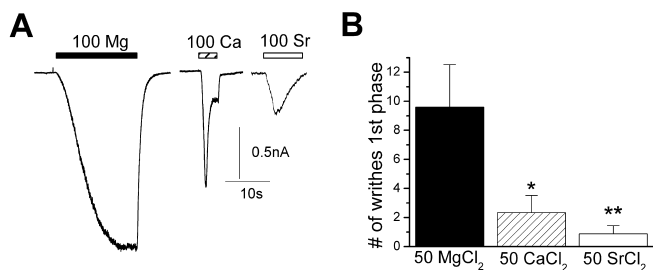 A
100 Mg
100 Ca
100 Sr
0.5nA
10s
B
# of writhes 1st phase
12
10
8
6
4
2
0
*
**
50 MgCl₂
50 CaCl₂
50 SrCl₂